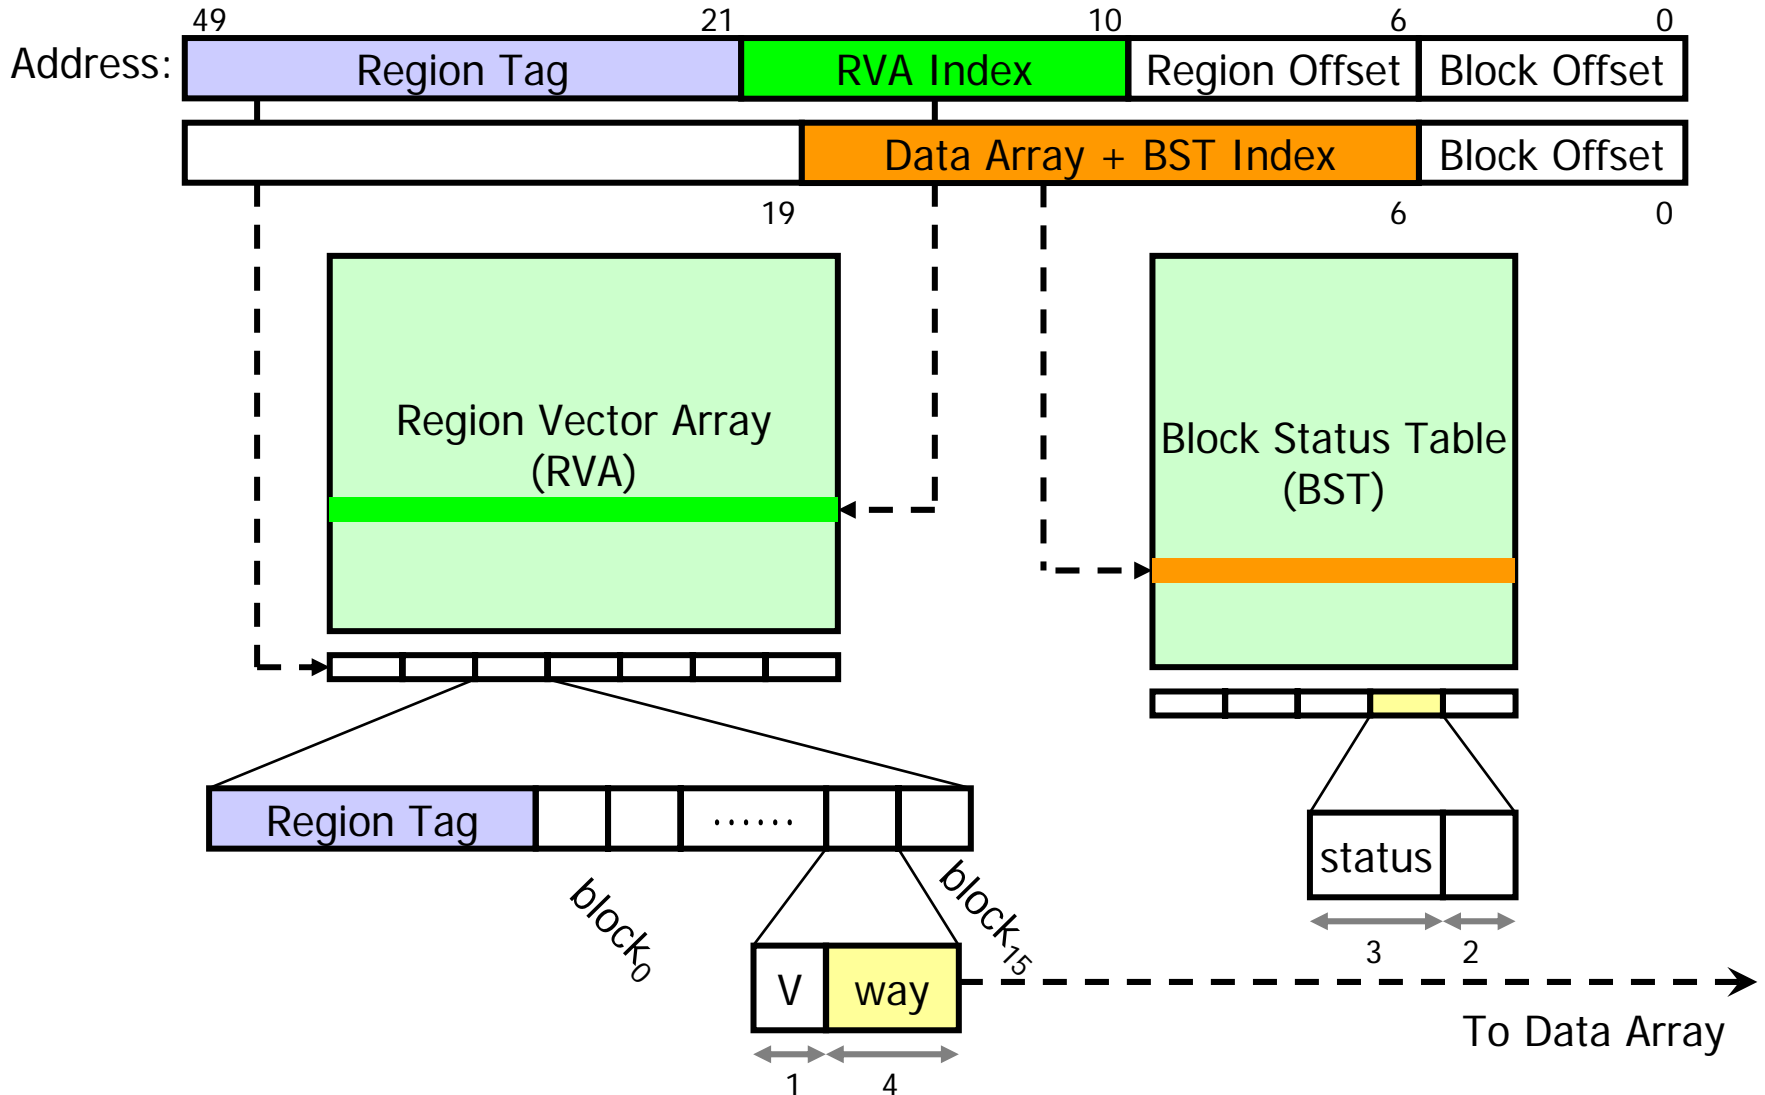 49 21 10 6 0
Address: Region Tag RVA Index Region Offset Block Offset
Data Array + BST Index Block Offset
19 6 0
Region Vector Array
(RVA)
Block Status Table
(BST)
Region Tag ......
block0
block15
status
3 2
V way
To Data Array
1 4